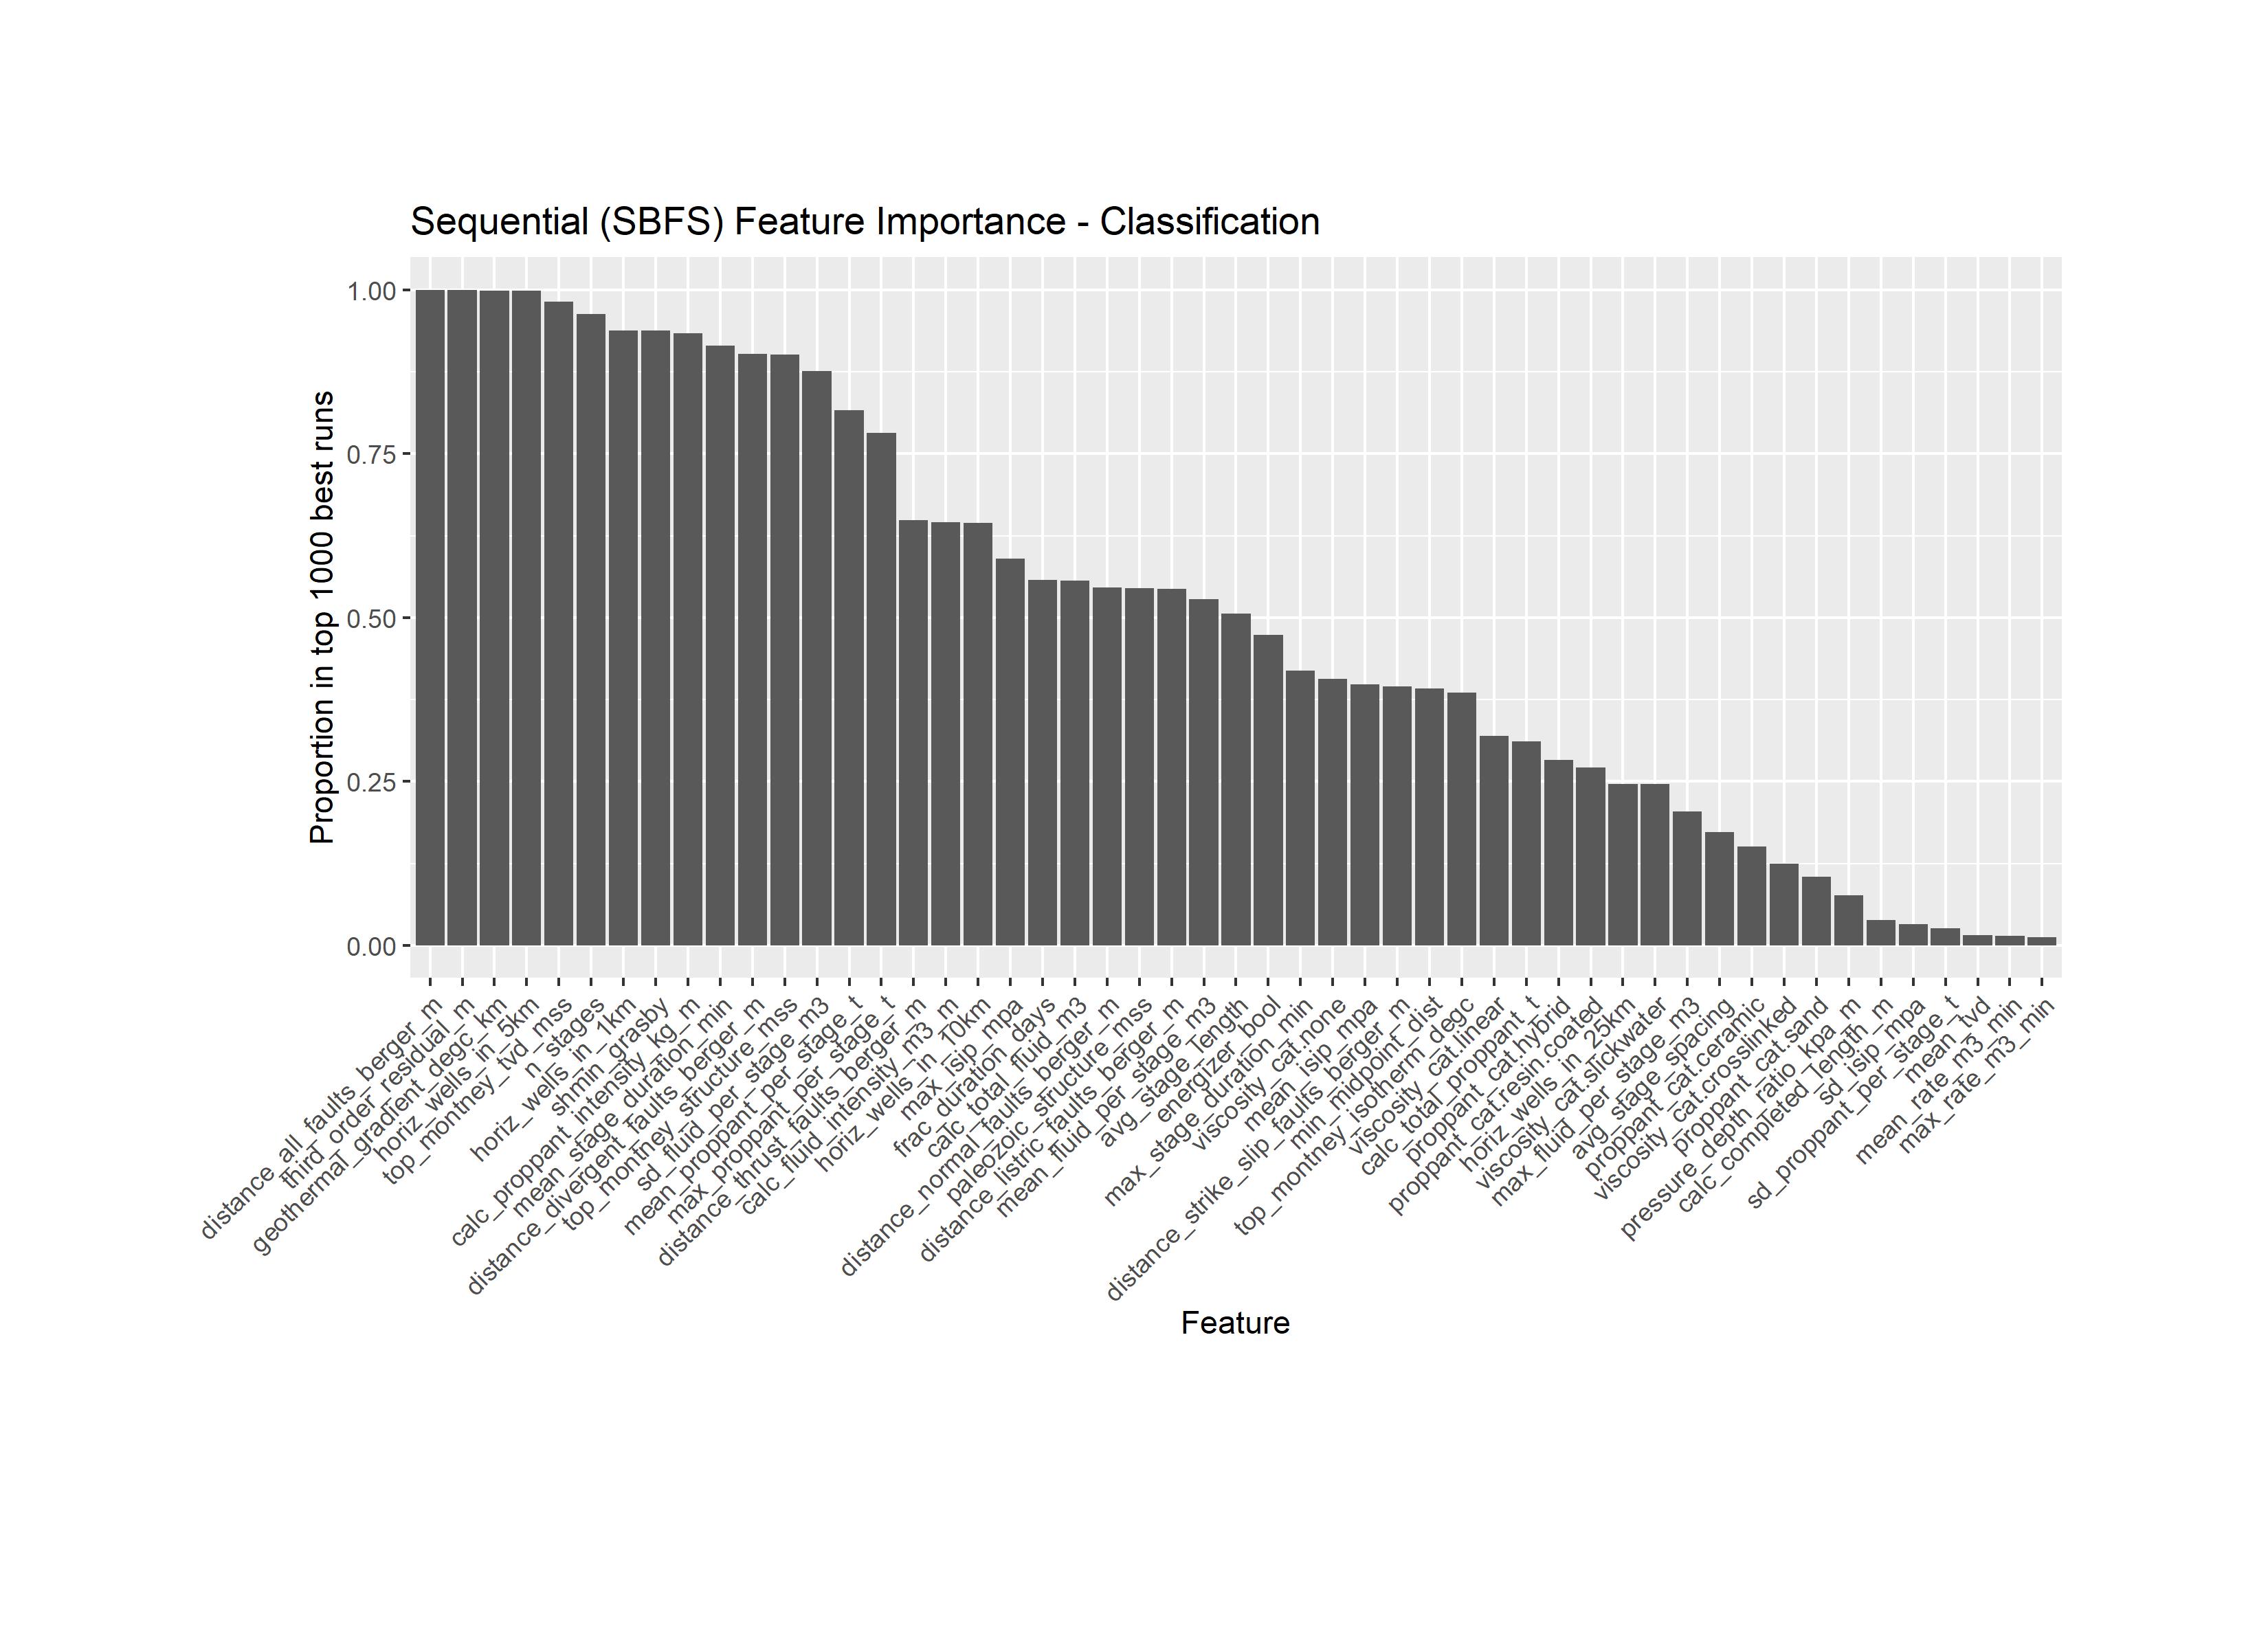 Sequential (SBFS) Feature Importance - Classification
Proportion in top 1000 best runs
1.00
0.75
0.50
0.25
0.00
distance_all_faults_berger_m
third_order_residual_m
geothermal_gradient_degc_km
horiz_wells_in_5km
top_montney_tvd_mss
n_stages
horiz_wells_in_1km
shmin_grasby
calc_proppant_intensity_kg_m
mean_stage_duration_min
distance_divergent_faults_berger_m
top_montney_structure_mss
sd_fluid_per_stage_m3
mean_proppant_per_stage_t
max_proppant_per_stage_t
distance_thrust_faults_berger_m
calc_fluid_intensity_m3_m
horiz_wells_in_10km
max_isip_mpa
frac_duration_days
calc_total_fluid_m3
distance_normal_faults_berger_m
paleozoic_structure_mss
distance_listric_faults_berger_m
mean_fluid_per_stage_m3
avg_stage_length
energizer_bool
max_stage_duration_min
viscosity_cat.none
mean_isip_mpa
distance_strike_slip_faults_berger_m
min_midpoint_dist
top_montney_isotherm_degc
viscosity_cat.linear
calc_total_proppant_t
proppant_cat.hybrid
proppant_cat.resin.coated
horiz_wells_in_25km
viscosity_cat.slickwater
max_fluid_per_stage_m3
avg_stage_spacing
proppant_cat.ceramic
viscosity_cat.crosslinked
proppant_cat.sand
pressure_depth_ratio_kpa_m
calc_completed_length_m
sd_isip_mpa
sd_proppant_per_stage_t
mean_tvd
mean_rate_m3_min
max_rate_m3_min
Feature